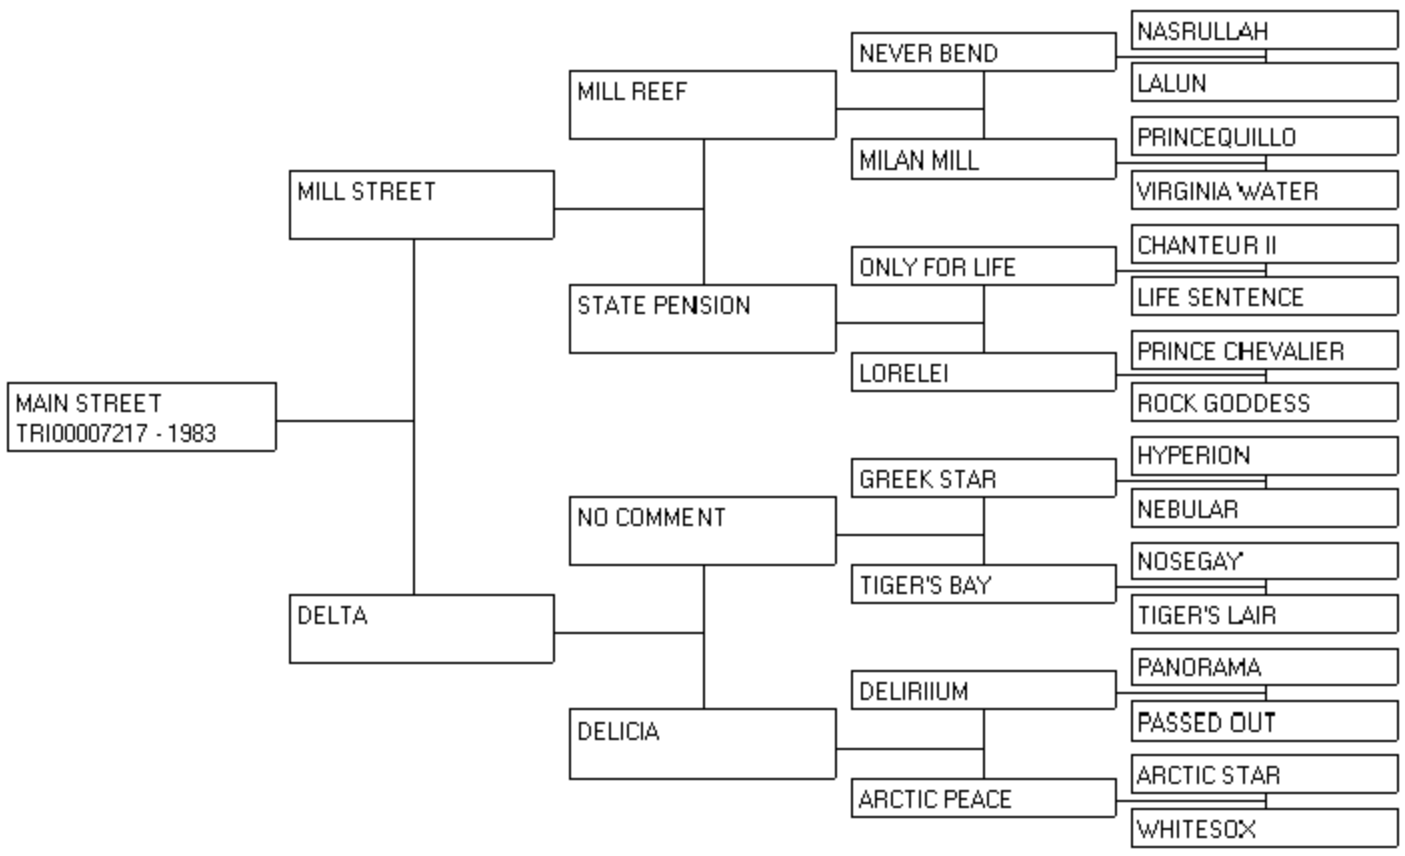 NASRULLAH
NEVER BEND
LALUN
MILL REEF
PRINCEQUILLO
MILAN MILL
VIRGINIA WATER
MILL STREET
CHANTEUR II
ONLY FOR LIFE
LIFE SENTENCE
STATE PENSION
PRINCE CHEVALIER
LORELEI
ROCK GODDESS
MAIN STREET
TRI00007217 - 1983
HYPERION
GREEK STAR
NEBULAR
NO COMMENT
NOSEGAY
TIGER'S BAY
TIGER'S LAIR
DELTA
PANORAMA
DELIRIIUM
PASSED OUT
DELICIA
ARCTIC STAR
ARCTIC PEACE
WHITESOX